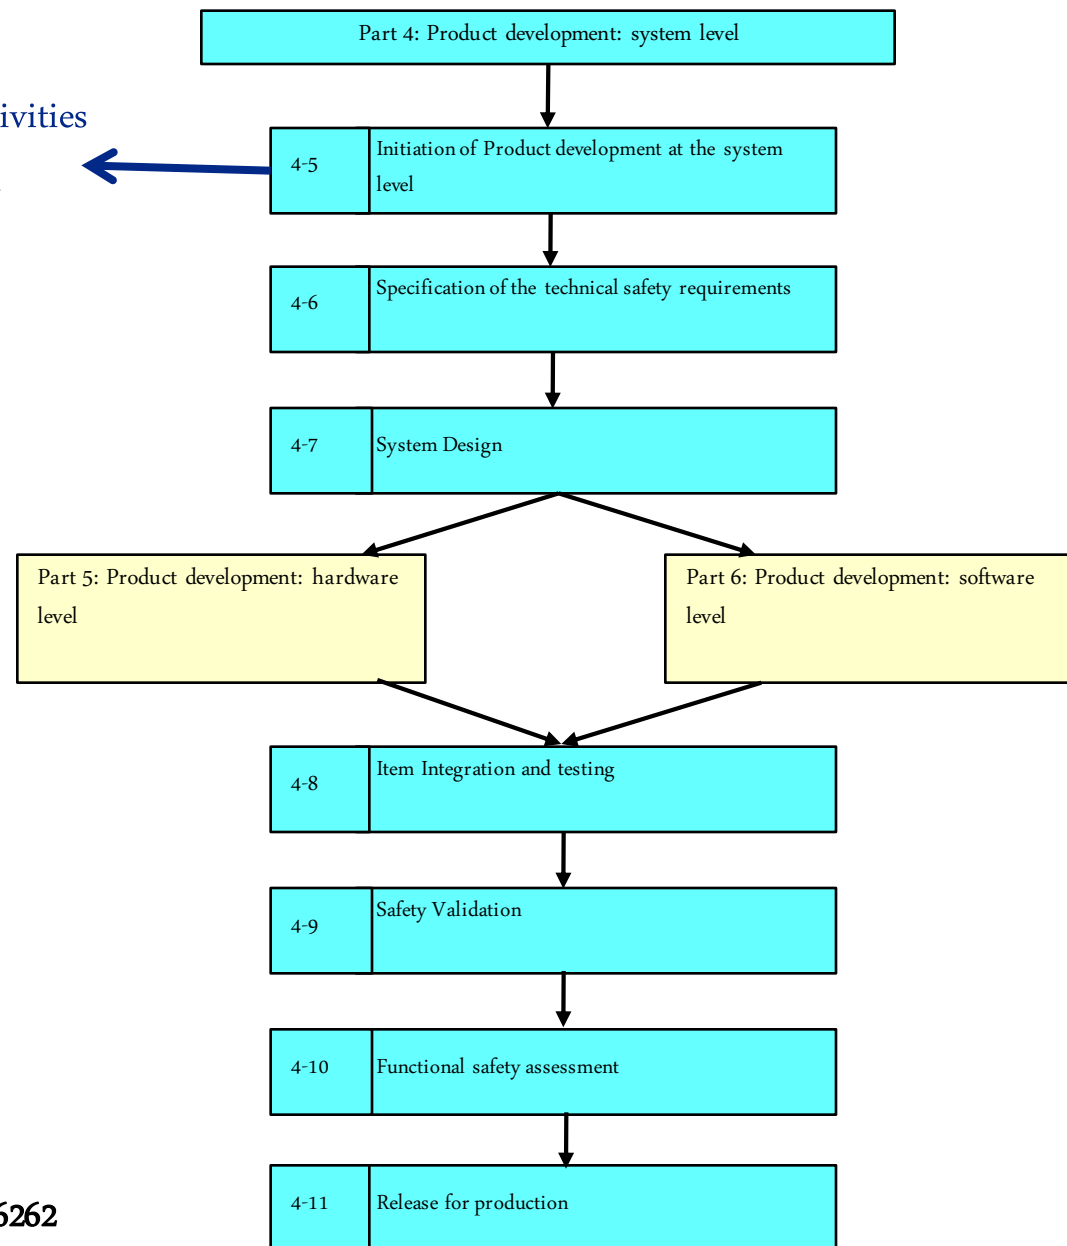 Part 4: Product development: system level
ivities
4-5
Initiation of Product development at the system
level
4-6
Specification of the technical safety requirements
4-7
System Design
Part 5: Product development: hardware
level
Part 6: Product development: software
level
4-8
Item Integration and testing
4-9
Safety Validation
4-10
Functional safety assessment
4-11
Release for production
6262